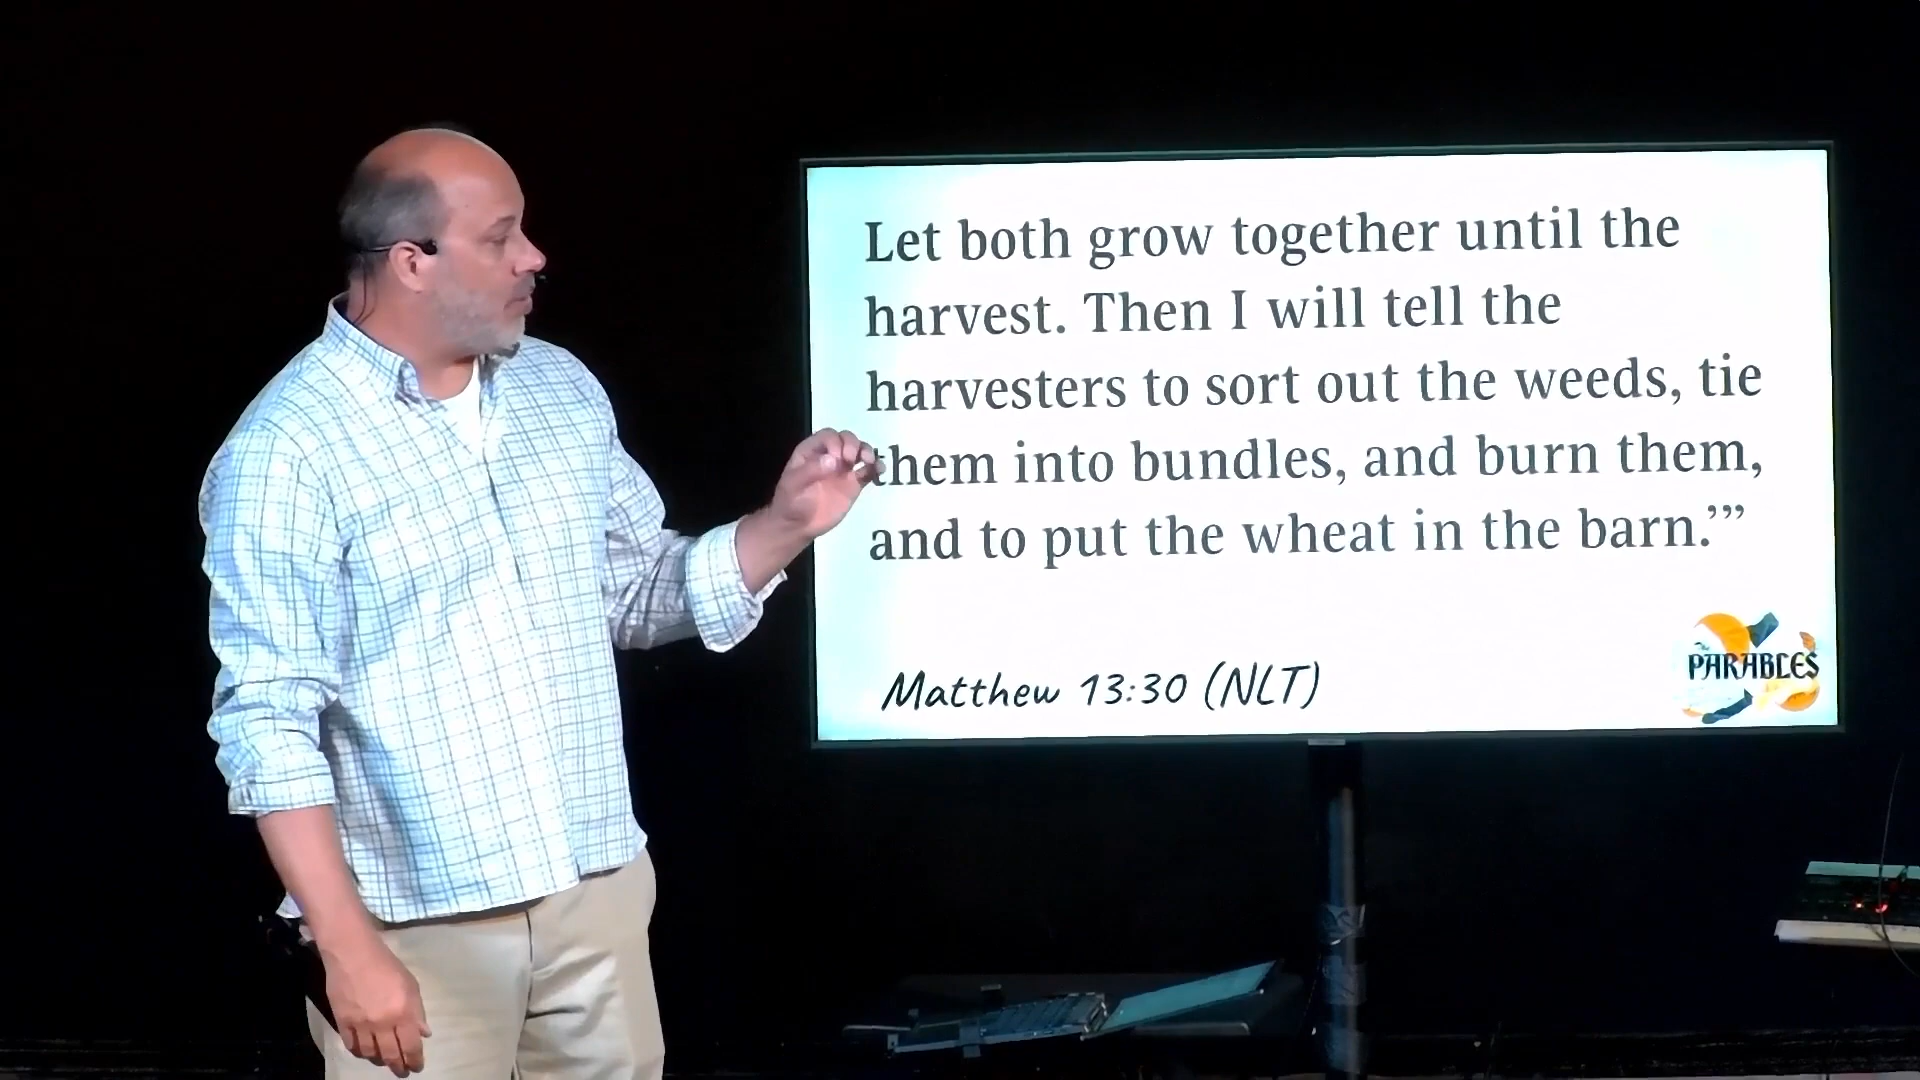 Let both grow together until the
harvest. Then I will tell the
harvesters to sort out the weeds, tie
them into bundles, and burn them,
and to put the wheat in the barn.’”
Matthew 13:30 (NLT)
The
PARABLES